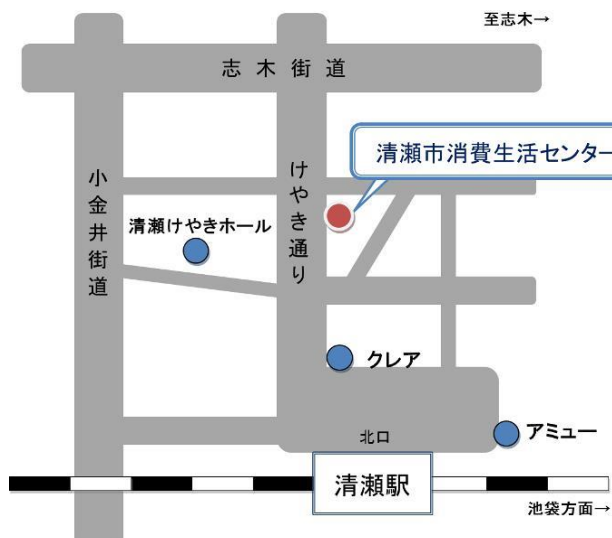 至志木→
志木街道
清瀬市消費生活センター
小金井街道
けやき通り
清瀬けやきホール
クレア
北口
アミュー
清瀬駅
池袋方面→